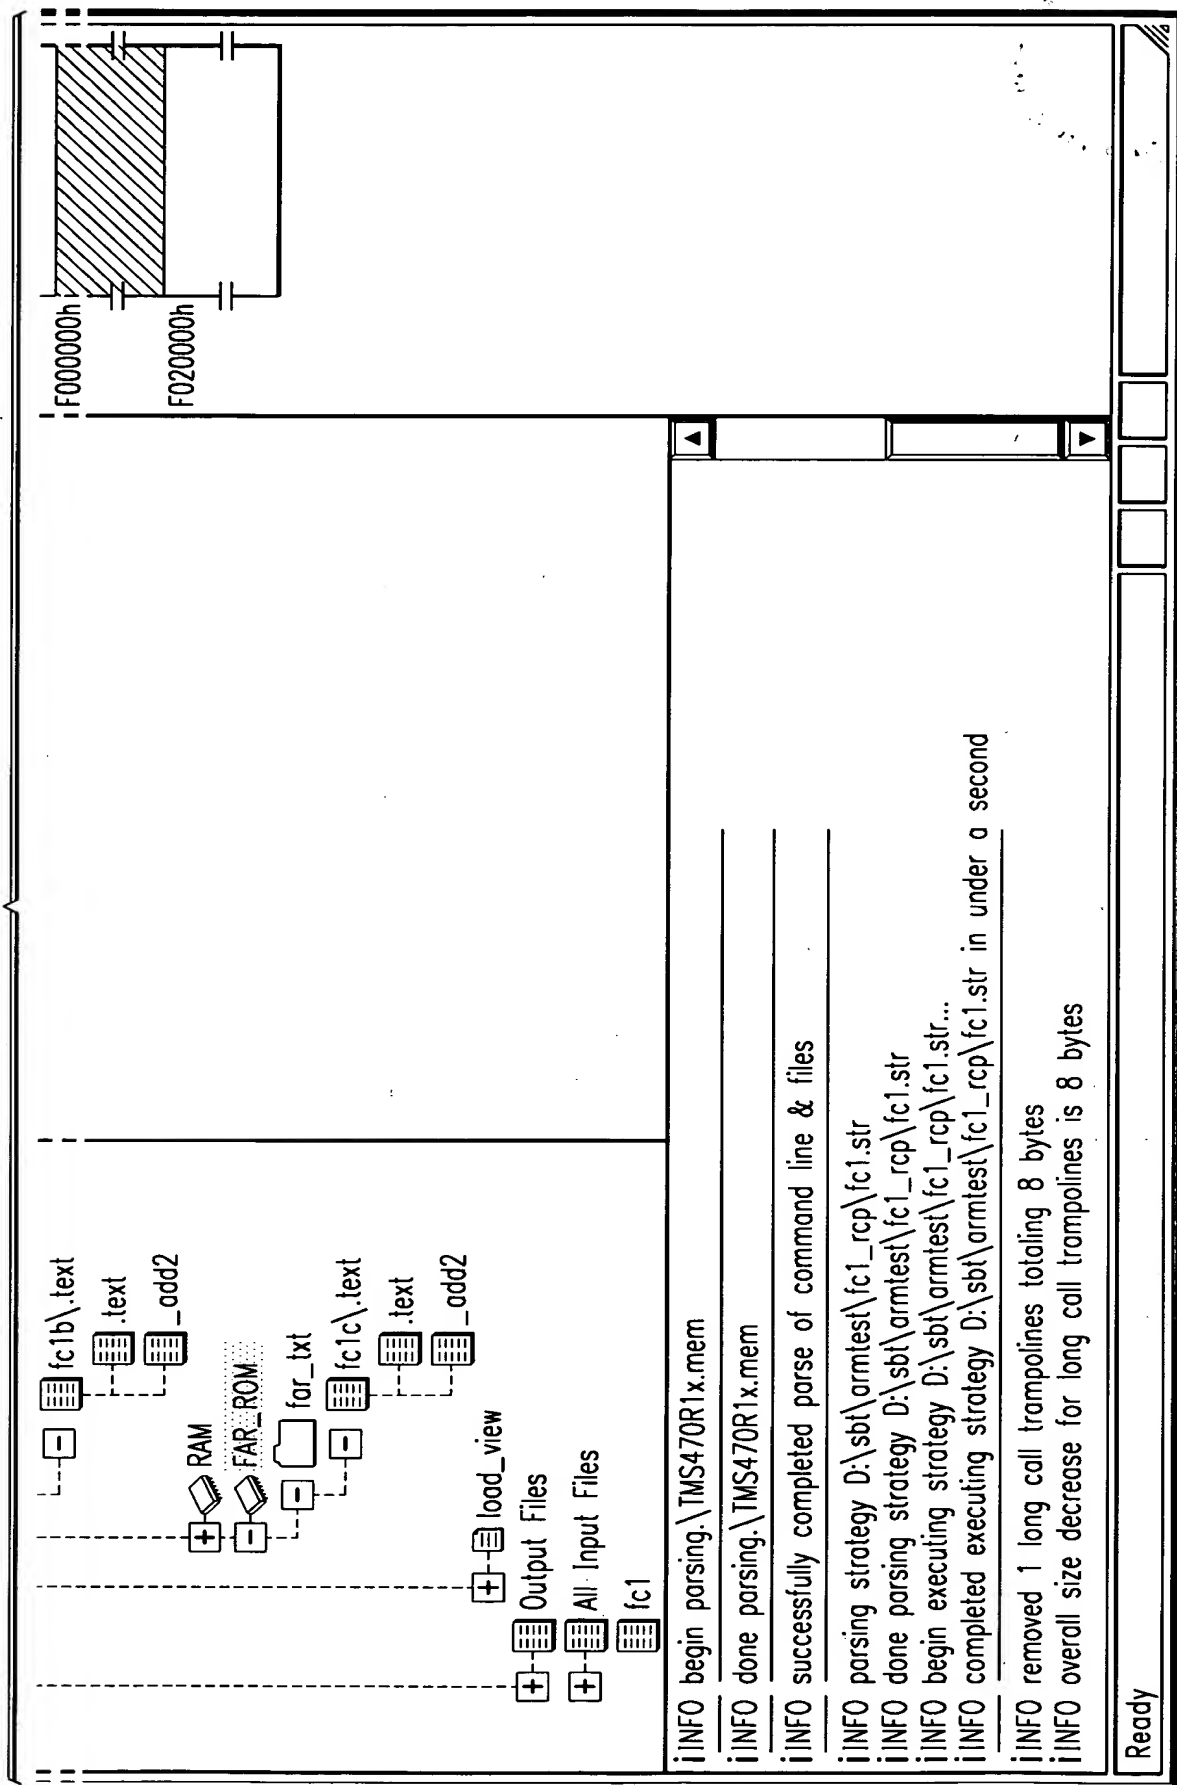 fc1b\.text
.text
_add2
RAM
FAR_ROM
far_txt
fc1c\.text
.text
_add2
load_view
Output Files
All Input Files
fc1
F000000h
F020000h
i INFO begin parsing.\TMS470R1x.mem
i INFO done parsing.\TMS470R1x.mem
i INFO successfully completed parse of command line & files
i INFO parsing strategy D:\sbt\armtest\fc1_rcp\fc1.str
i INFO done parsing strategy D:\sbt\armtest\fc1_rcp\fc1.str
i INFO begin executing strategy D:\sbt\armtest\fc1_rcp\fc1.str...
i INFO completed executing strategy D:\sbt\armtest\fc1_rcp\fc1.str in under a second
i INFO removed 1 long call trampolines totaling 8 bytes
i INFO overall size decrease for long call trampolines is 8 bytes
Ready